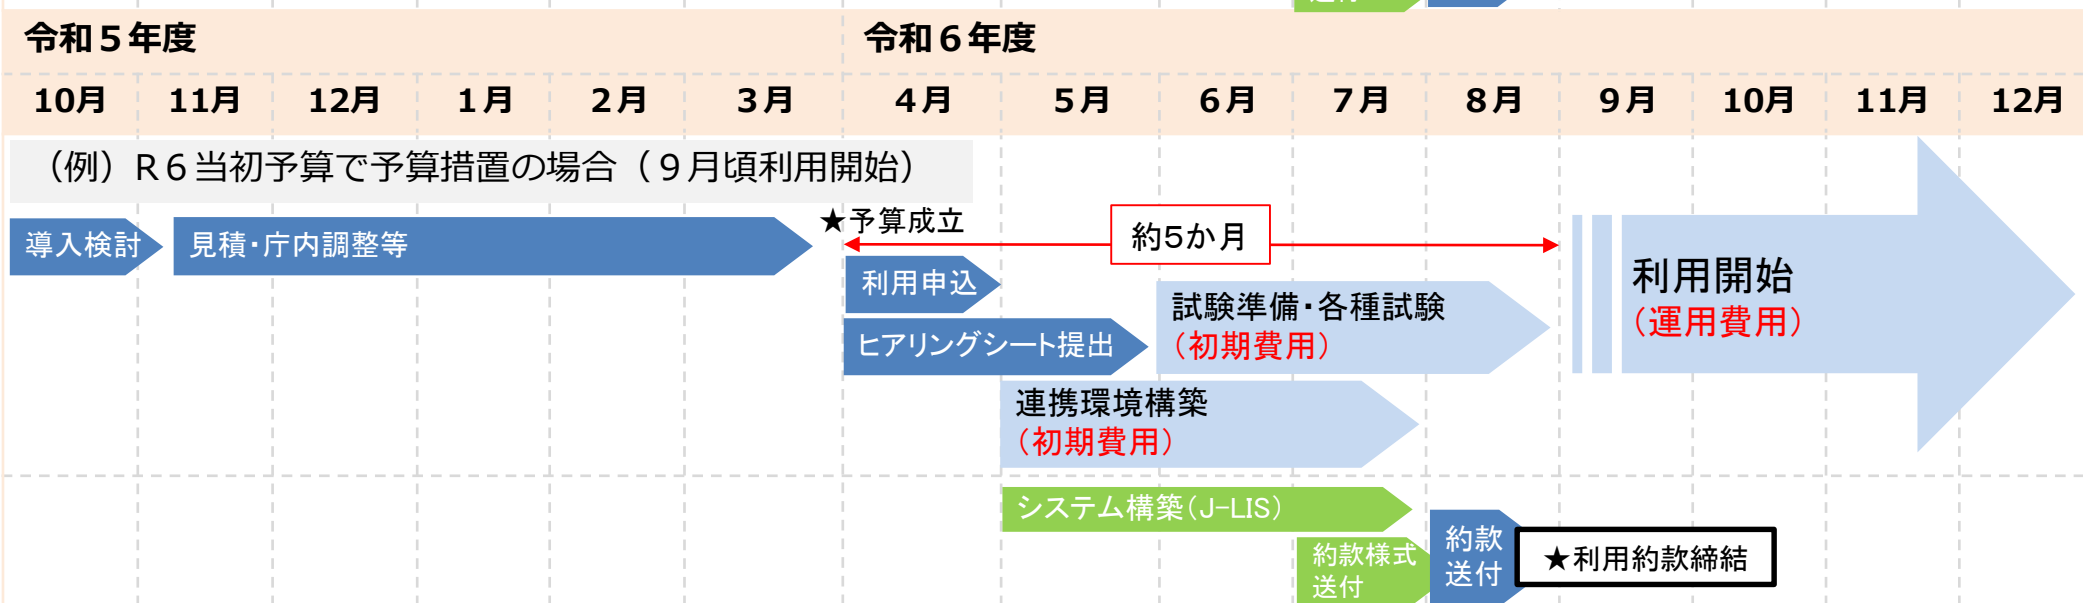 令和５年度
令和６年度
10月 11月 12月 １月 ２月 ３月 ４月 ５月 ６月 ７月 ８月 ９月 10月 11月 12月
（例）Ｒ６当初予算で予算措置の場合（９月頃利用開始）
導入検討
見積・庁内調整等
★予算成立
約5か月
利用申込
ヒアリングシート提出
試験準備・各種試験
（初期費用）
利用開始
（運用費用）
連携環境構築
（初期費用）
システム構築（J-LIS）
約款様式
送付
約款
送付
★利用約款締結